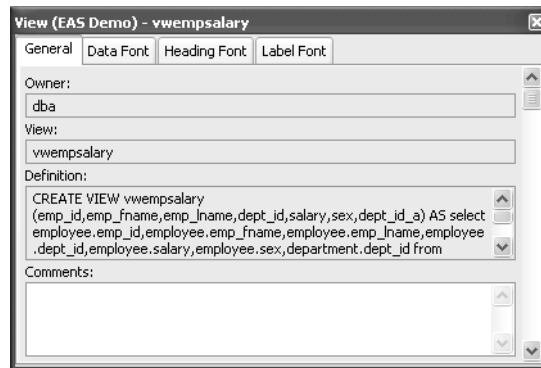 View (EAS Demo) - vwempsalary
General Data Font Heading Font Label Font
Owner:
dba
View:
vwempsalary
Definition:
CREATE VIEW vwempsalary
(emp_id,emp_fname,emp_lname,dept_id,salary,sex,dept_id_a) AS select
employee.emp_id,employee.emp_fname,employee.emp_lname,employee
.dept_id,employee.salary,employee.sex,department.dept_id from
Comments: